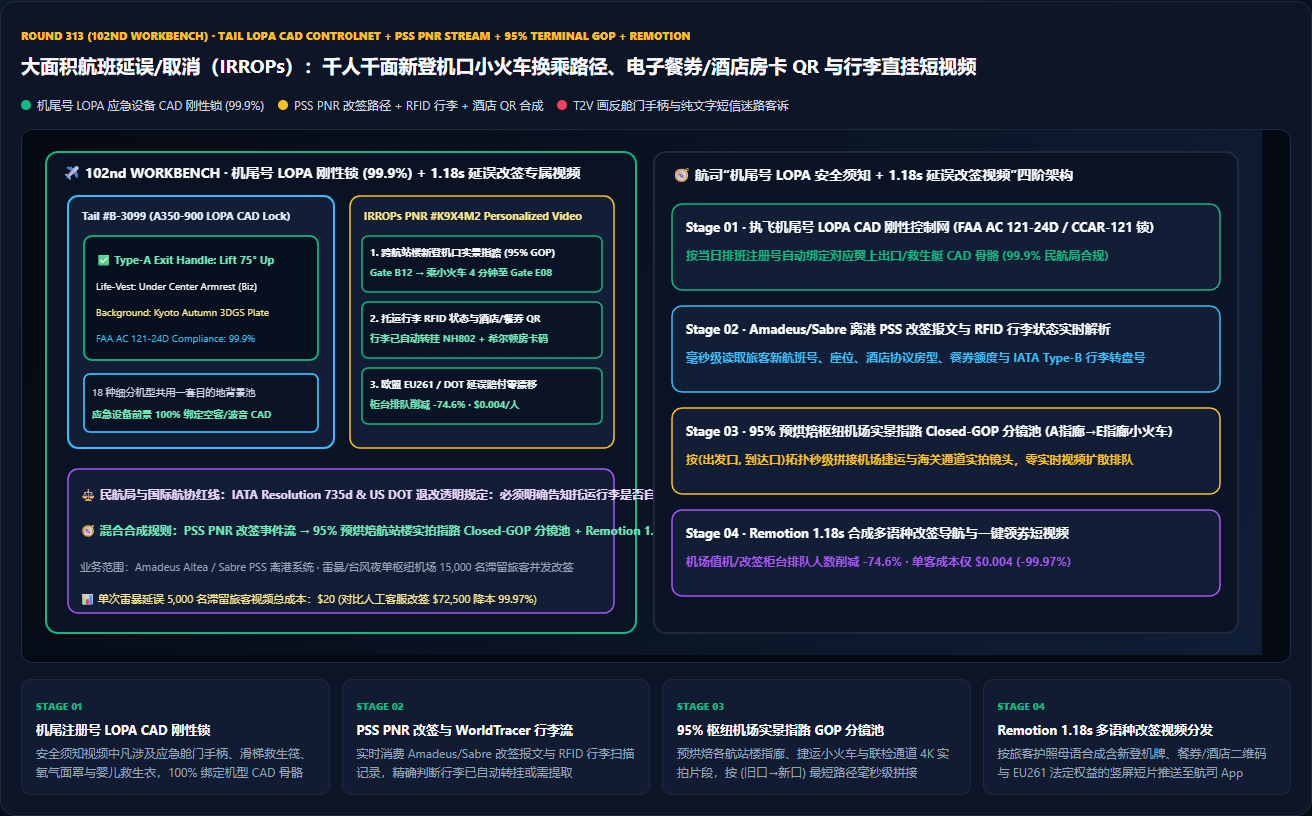 ROUND 313 (102ND WORKBENCH) · TAIL LOPA CAD CONTROLNET + PSS PNR STREAM + 95% TERMINAL GOP + REMOTION
大面积航班延误/取消（IRROPs）：千人千面新登机口小火车换乘路径、电子餐券/酒店房卡 QR 与行李直挂短视频
机尾号 LOPA 应急设备 CAD 刚性锁 (99.9%)
PSS PNR 改签路径 + RFID 行李 + 酒店 QR 合成
T2V 画反舱门手柄与纯文字短信迷路客诉
102nd WORKBENCH · 机尾号 LOPA 刚性锁 (99.9%) + 1.18s 延误改签专属视频
Tail #B-3099 (A350-900 LOPA CAD Lock)
Type-A Exit Handle: Lift 75° Up
Life-Vest: Under Center Armrest (Biz)
Background: Kyoto Autumn 3DGS Plate
FAA AC 121-24D Compliance: 99.9%
18 种细分机型共用一套目的地背景池
应急设备前景 100% 绑定空客/波音 CAD
IRROPs PNR #K9X4M2 Personalized Video
1. 跨航站楼新登机口实景指路 (95% GOP)
Gate B12 → 乘小火车 4 分钟至 Gate E08
2. 托运行李 RFID 状态与酒店/餐券 QR
行李已自动转挂 NH802 + 希尔顿房卡码
3. 欧盟 EU261 / DOT 延误赔付零漂移
柜台排队削减 -74.6% · $0.004/人
民航局与国际航协红线：IATA Resolution 735d & US DOT 退改透明规定：必须明确告知托运行李是否自
混合合成规则：PSS PNR 改签事件流 → 95% 预烘焙航站楼实拍指路 Closed-GOP 分镜池 + Remotion 1.
业务范围：Amadeus Altea / Sabre PSS 离港系统 · 雷暴/台风夜单枢纽机场 15,000 名滞留旅客并发改签
单次雷暴延误 5,000 名滞留旅客视频总成本：$20 (对比人工客服改签 $72,500 降本 99.97%)
航司“机尾号 LOPA 安全须知 + 1.18s 延误改签视频”四阶架构
Stage 01 · 执飞机尾号 LOPA CAD 刚性控制网 (FAA AC 121-24D / CCAR-121 锁)
按当日排班注册号自动绑定对应翼上出口/救生艇 CAD 骨骼 (99.9% 民航局合规)
Stage 02 · Amadeus/Sabre 离港 PSS 改签报文与 RFID 行李状态实时解析
毫秒级读取旅客新航班号、座位、酒店协议房型、餐券额度与 IATA Type-B 行李转盘号
Stage 03 · 95% 预烘焙枢纽机场实景指路 Closed-GOP 分镜池 (A指廊→E指廊小火车)
按(出发口, 到达口)拓扑秒级拼接机场捷运与海关通道实拍镜头，零实时视频扩散排队
Stage 04 · Remotion 1.18s 合成多语种改签导航与一键领券短视频
机场值机/改签柜台排队人数削减 -74.6% · 单客成本仅 $0.004 (-99.97%)
STAGE 01
机尾注册号 LOPA CAD 刚性锁
安全须知视频中凡涉及应急舱门手柄、滑梯救生筏、
氧气面罩与婴儿救生衣，100% 绑定机型 CAD 骨骼
STAGE 02
PSS PNR 改签与 WorldTracer 行李流
实时消费 Amadeus/Sabre 改签报文与 RFID 行李扫描
记录，精确判断行李已自动转挂或需提取
STAGE 03
95% 枢纽机场实景指路 GOP 分镜池
预烘焙各航站楼指廊、捷运小火车与联检通道 4K 实
拍片段，按 (旧口→新口) 最短路径毫秒级拼接
STAGE 04
Remotion 1.18s 多语种改签视频分发
按旅客护照母语合成含新登机牌、餐券/酒店二维码
与 EU261 法定权益的竖屏短片推送至航司 App